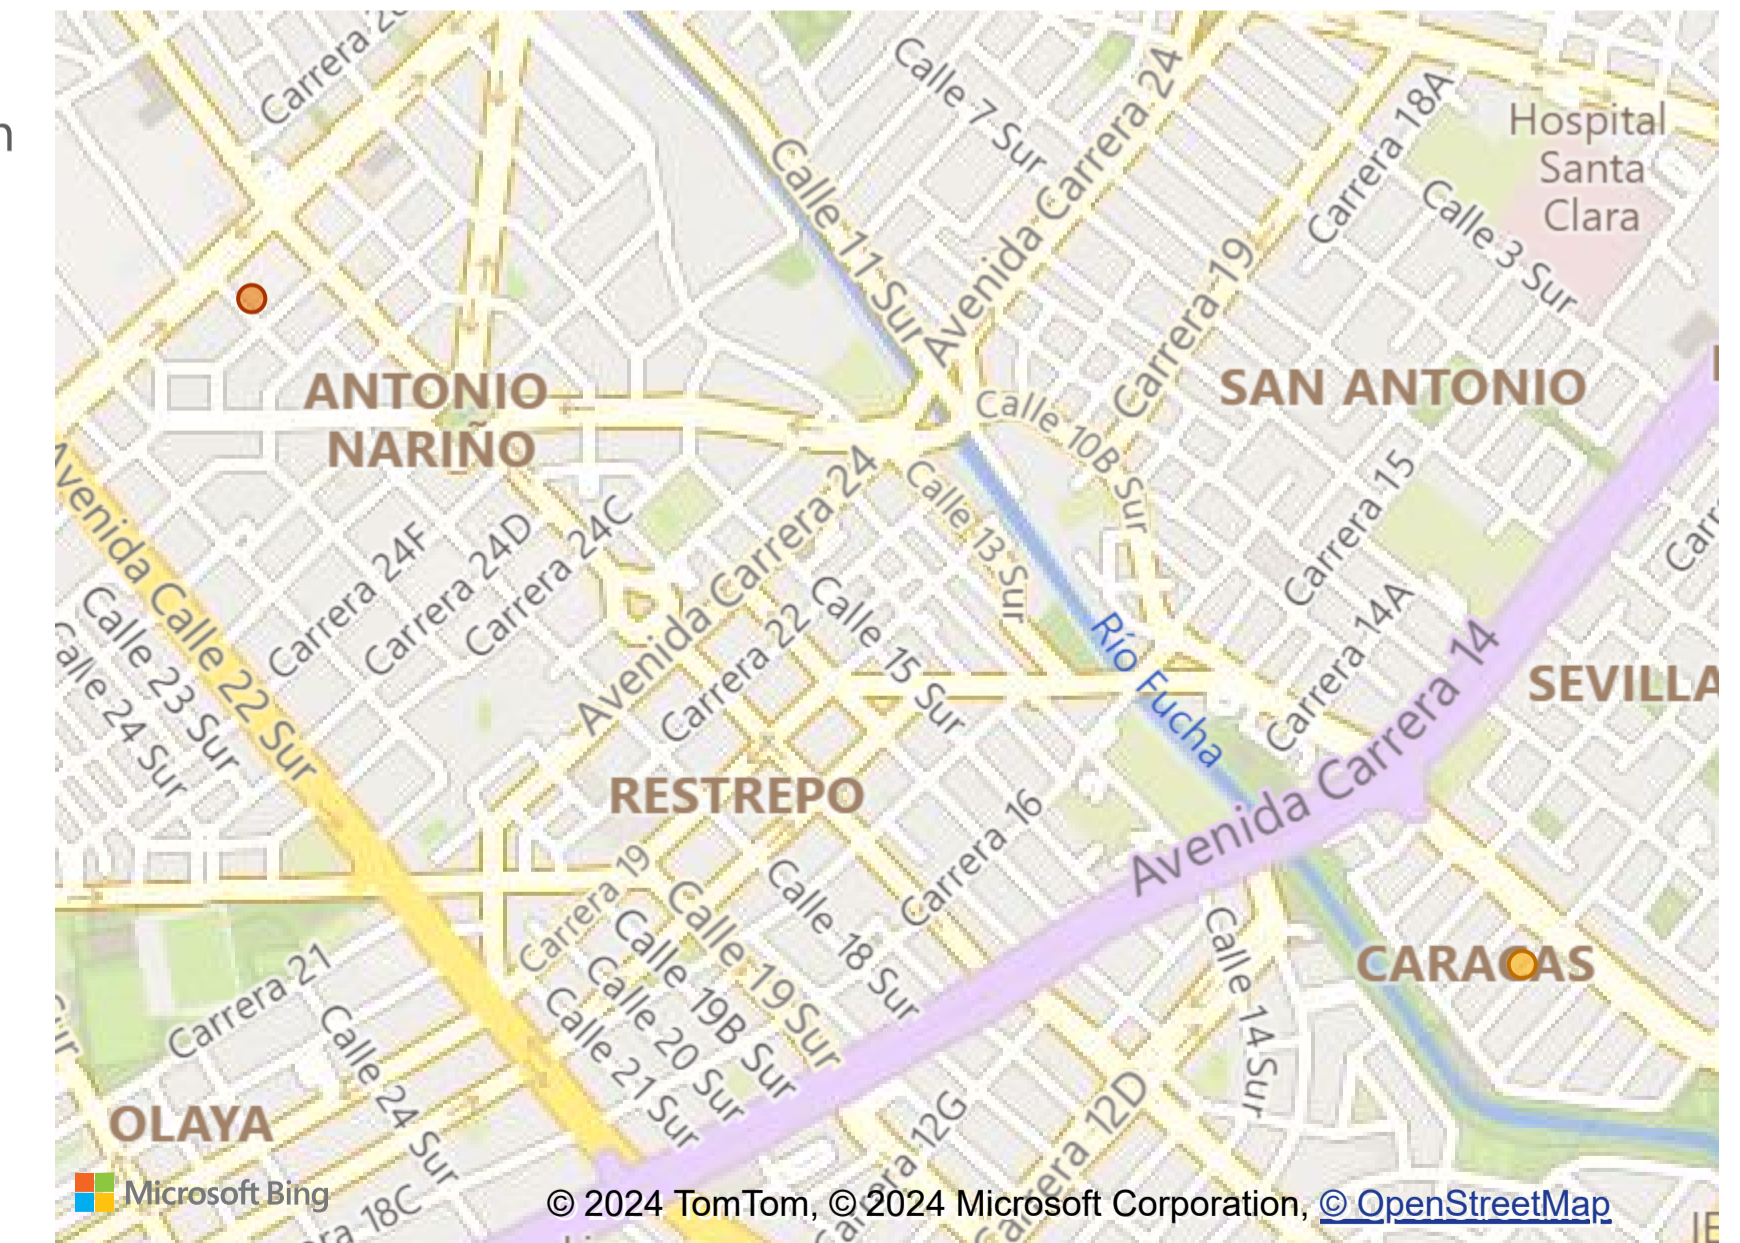 Carrera 20
Calle 7 Sur
Avenida Carrera 24
Carrera 18A
Hospital
Santa
Clara
Calle 11 Sur
Calle 3 Sur
Carrera 19
ANTONIO
NARIÑO
SAN ANTONIO
Calle 10B Sur
Avenida Calle 22 Sur
Avenida Carrera 24
Calle 13 Sur
Carrera 15
Carrera 24F
Carrera 24D
Carrera 24C
Calle 23 Sur
Calle 24 Sur
Carrera 22
Calle 15 Sur
Río Fucha
Carrera 14A
SEVILLA
Avenida Carrera 14
RESTREPO
Carrera 16
Carrera 19
Calle 18 Sur
Calle 19 Sur
Calle 19B Sur
Calle 20 Sur
Calle 21 Sur
Calle 14 Sur
CARACAS
Carrera 21
Calle 24 Sur
OLAYA
Carrera 12G
Carrera 12D
18C
Microsoft Bing
© 2024 TomTom, © 2024 Microsoft Corporation, © OpenStreetMap